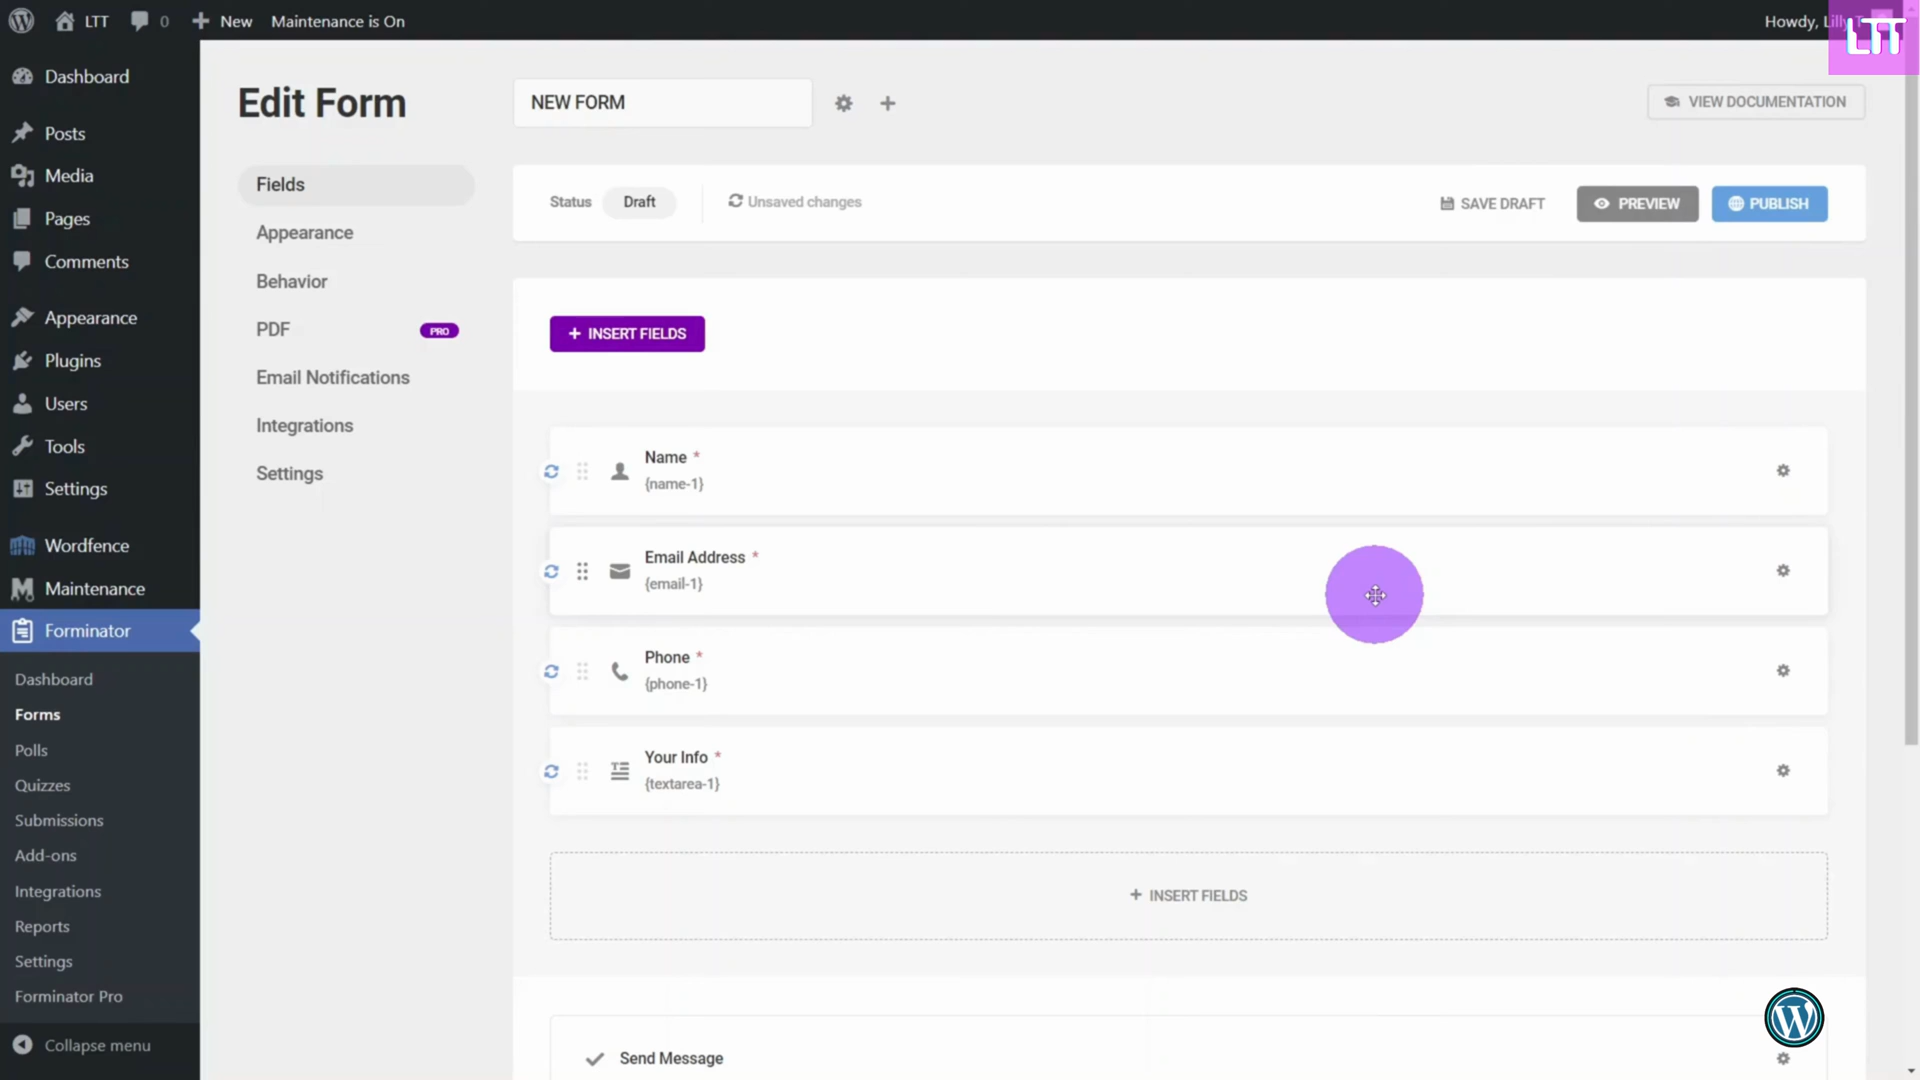 LTT
0
New
Maintenance is On
Howdy, Lilly T
LTT
Dashboard
Posts
Media
Pages
Comments
Appearance
Plugins
Users
Tools
Settings
Wordfence
Maintenance
Forminator
Dashboard
Forms
Polls
Quizzes
Submissions
Add-ons
Integrations
Reports
Settings
Forminator Pro
Collapse menu
Edit Form
NEW FORM
VIEW DOCUMENTATION
Fields
Appearance
Behavior
PDF
PRO
Email Notifications
Integrations
Settings
Status
Draft
Unsaved changes
SAVE DRAFT
PREVIEW
PUBLISH
+ INSERT FIELDS
Name *
{name-1}
Email Address *
{email-1}
Phone *
{phone-1}
Your Info *
{textarea-1}
+ INSERT FIELDS
Send Message